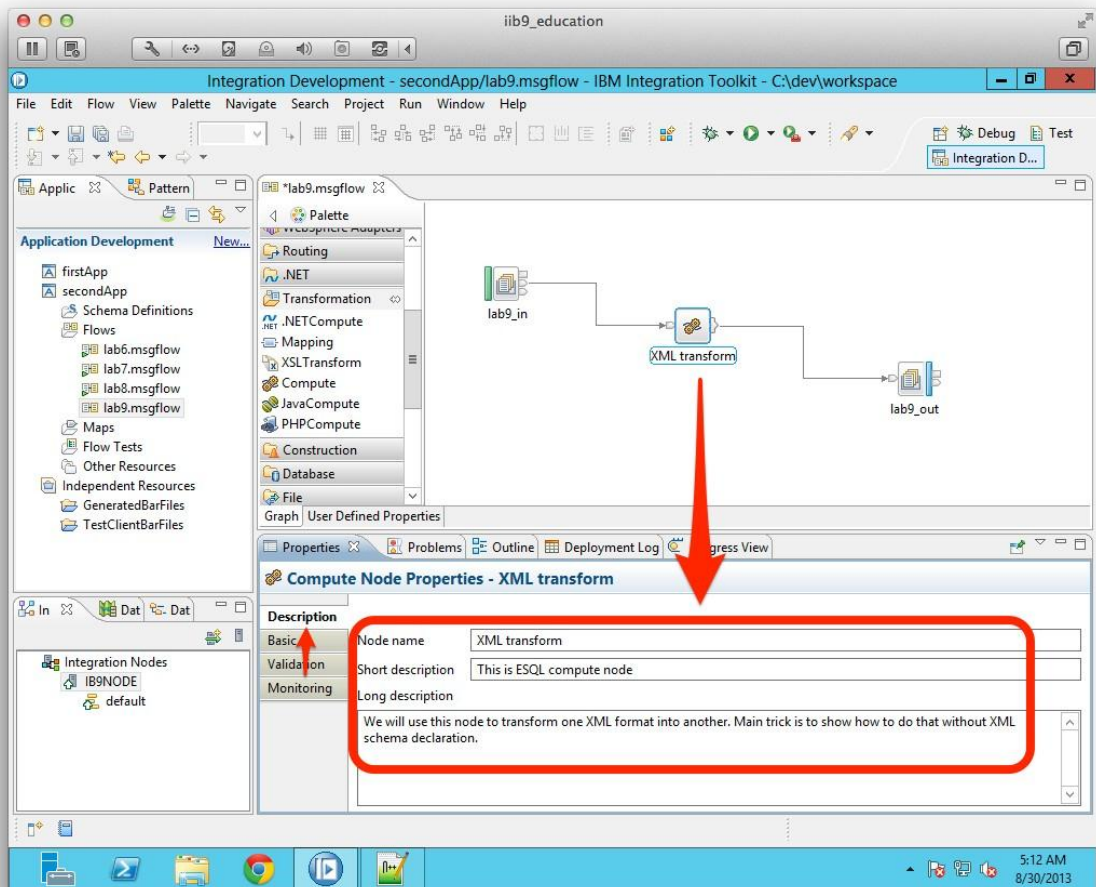 iib9_education
Integration Development - secondApp/lab9.msgflow - IBM Integration Toolkit - C:\dev\workspace
File Edit Flow View Palette Navigate Search Project Run Window Help
Debug Test
Integration D...
Applic Pattern
Application Development New...
firstApp
secondApp
Schema Definitions
Flows
lab6.msgflow
lab7.msgflow
lab8.msgflow
lab9.msgflow
Maps
Flow Tests
Other Resources
Independent Resources
GeneratedBarFiles
TestClientBarFiles
*lab9.msgflow
Palette
WebSphere Adapters
Routing
.NET
Transformation
.NETCompute
Mapping
XSLTransform
Compute
JavaCompute
PHPCompute
Construction
Database
File
Graph User Defined Properties
lab9_in
XML transform
lab9_out
In Dat Dat
Integration Nodes
IB9NODE
default
Properties Problems Outline Deployment Log gress View
Compute Node Properties - XML transform
Description
Basic
Validation
Monitoring
Node name XML transform
Short description This is ESQL compute node
Long description
We will use this node to transform one XML format into another. Main trick is to show how to do that without XML
schema declaration.
5:12 AM
8/30/2013